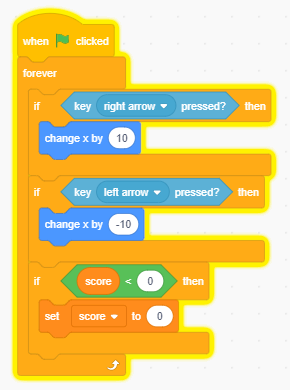 when clicked
forever
if key right arrow pressed? then
change x by 10
if key left arrow pressed? then
change x by -10
if score < 0 then
set score to 0